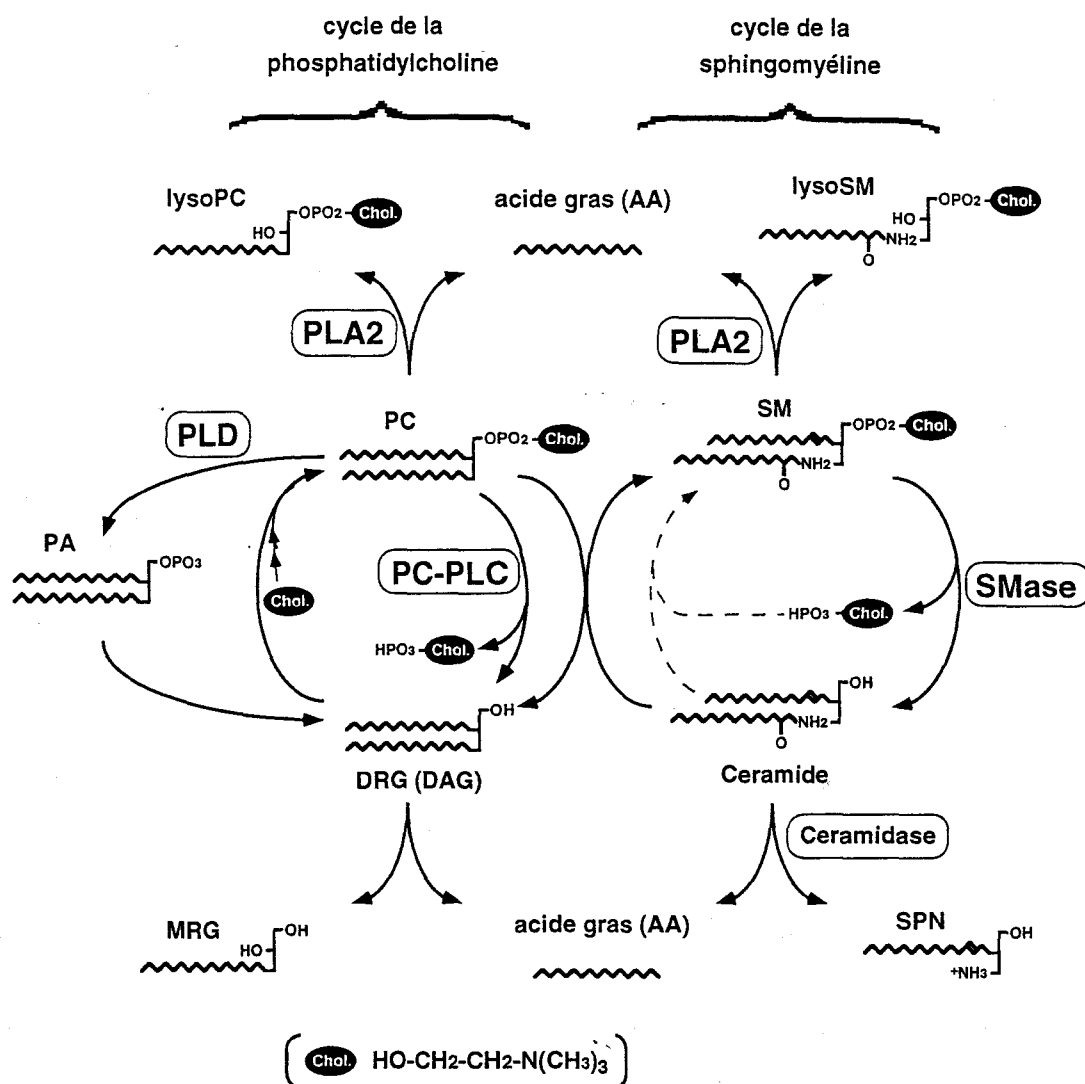 cycle de la
phosphatidylcholine
cycle de la
sphingomyéline
lysoPC
acide gras (AA)
lysoSM
OPO2
Chol.
HO
OPO2
Chol.
HO
NH2
O
PLA2
PLA2
PC
SM
PLD
OPO2
Chol.
OPO2
Chol.
NH2
O
PA
OPO3
PC-PLC
SMase
Chol.
HPO3
Chol.
HPO3
Chol.
OH
OH
NH2
O
DRG (DAG)
Ceramide
Ceramidase
MRG
acide gras (AA)
SPN
OH
HO
OH
+NH3
Chol. HO-CH2-CH2-N(CH3)3